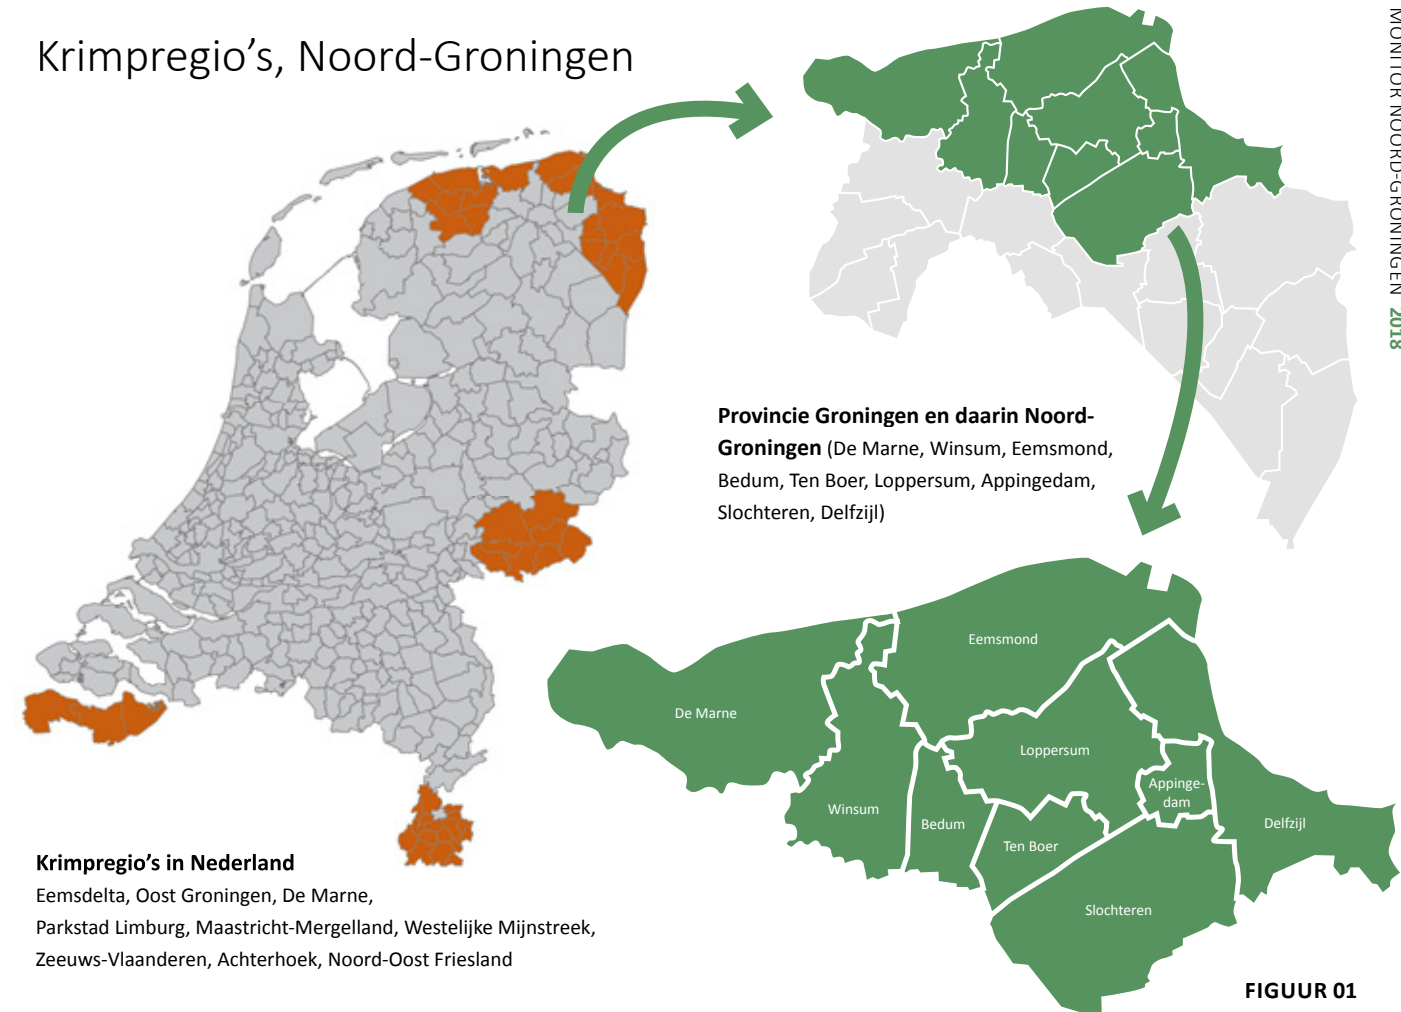 Krimpregio’s, Noord-Groningen
MONITOR NOORD-GRONINGEN 2018
Provincie Groningen en daarin Noord-
Groningen (De Marne, Winsum, Eemsmond,
Bedum, Ten Boer, Loppersum, Appingedam,
Slochteren, Delfzijl)
Eemsmond
De Marne
Loppersum
Appinge-
dam
Winsum
Bedum
Delfzijl
Ten Boer
Slochteren
Krimpregio’s in Nederland
Eemsdelta, Oost Groningen, De Marne,
Parkstad Limburg, Maastricht-Mergelland, Westelijke Mijnstreek,
Zeeuws-Vlaanderen, Achterhoek, Noord-Oost Friesland
FIGUUR 01